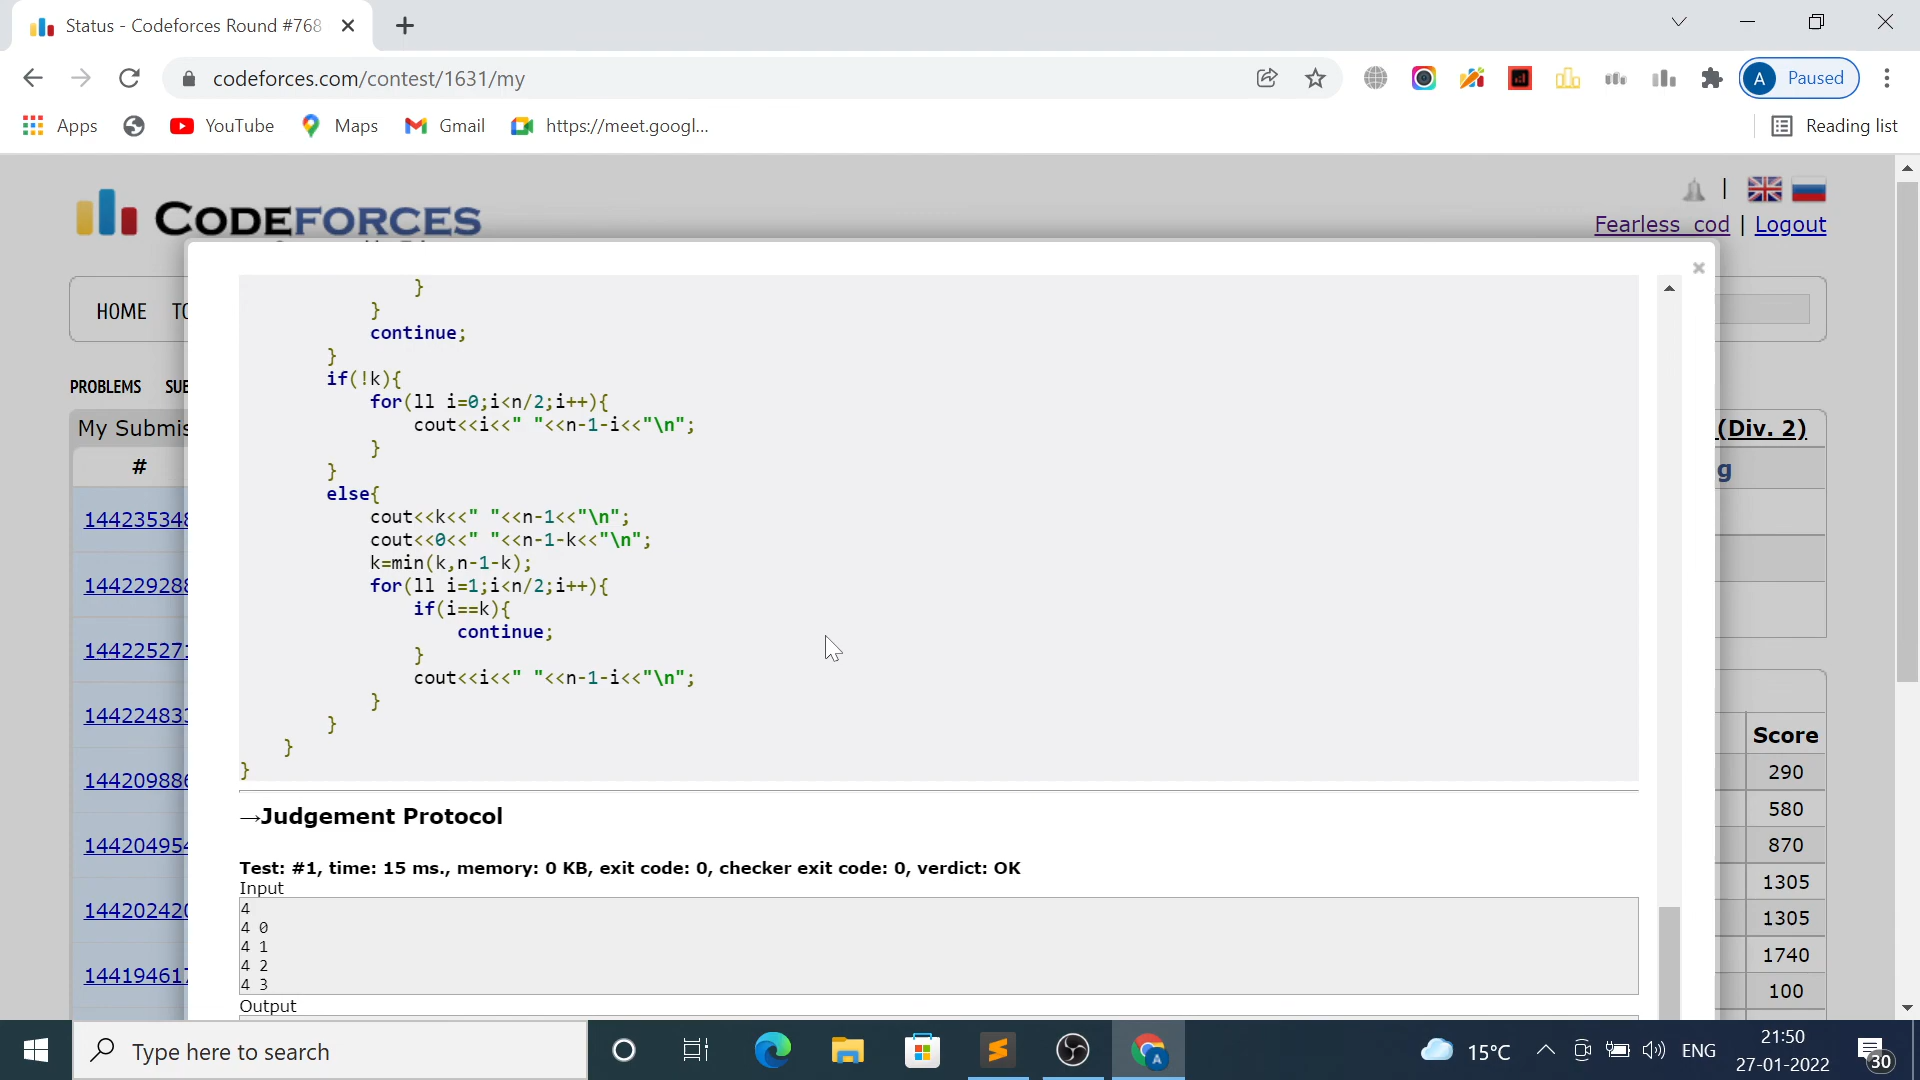 Status - Codeforces Round #768
codeforces.com/contest/1631/my
A Paused
Apps YouTube Maps Gmail https://meet.googl...
Reading list
CODEFORCES
Fearless_cod | Logout
HOME
PROBLEMS
My Submis
(Div. 2)
#
Score
144209886
144202420
290
580
870
1305
1305
1740
100
}
}
continue;
}
if(!k){
for(ll i=0;i<n/2;i++){
cout<<i<<" "<<n-1-i<<"\n";
}
}
else{
cout<<k<<" "<<n-1<<"\n";
cout<<0<<" "<<n-1-k<<"\n";
k=min(k,n-1-k);
for(ll i=1;i<n/2;i++){
if(i==k){
continue;
}
cout<<i<<" "<<n-1-i<<"\n";
}
}
}
}
→Judgement Protocol
Test: #1, time: 15 ms., memory: 0 KB, exit code: 0, checker exit code: 0, verdict: OK
Input
4
4 0
4 1
4 2
4 3
Output
Type here to search
15°C
ENG
21:50
27-01-2022
30